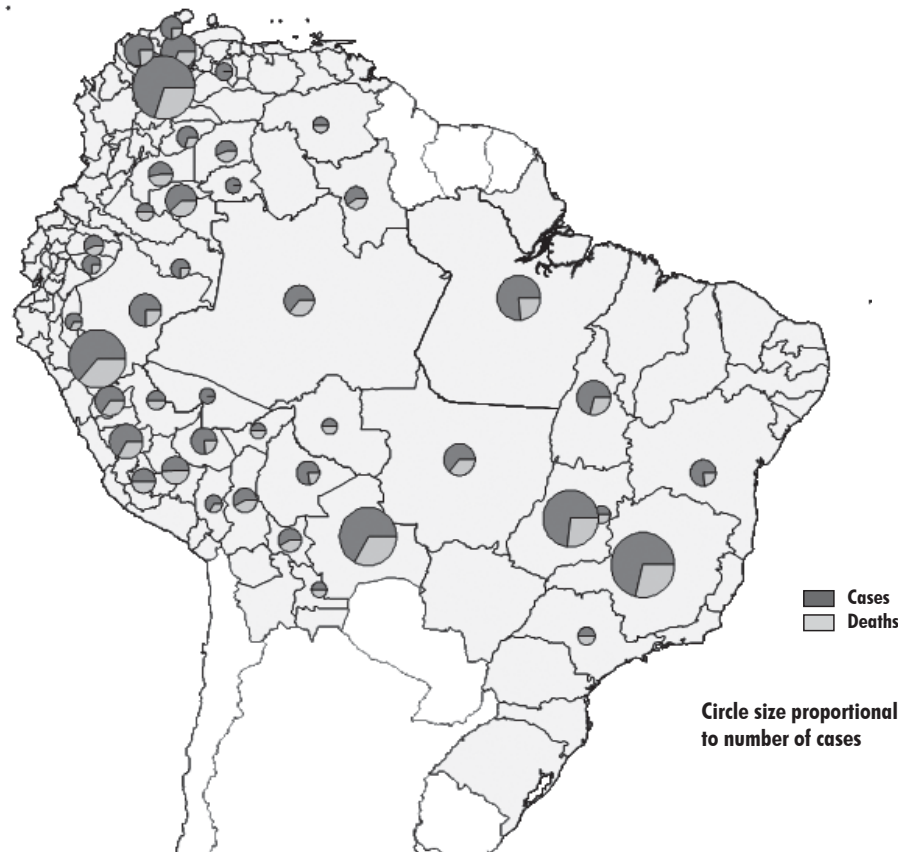 Cases
Deaths
Circle size proportional
to number of cases